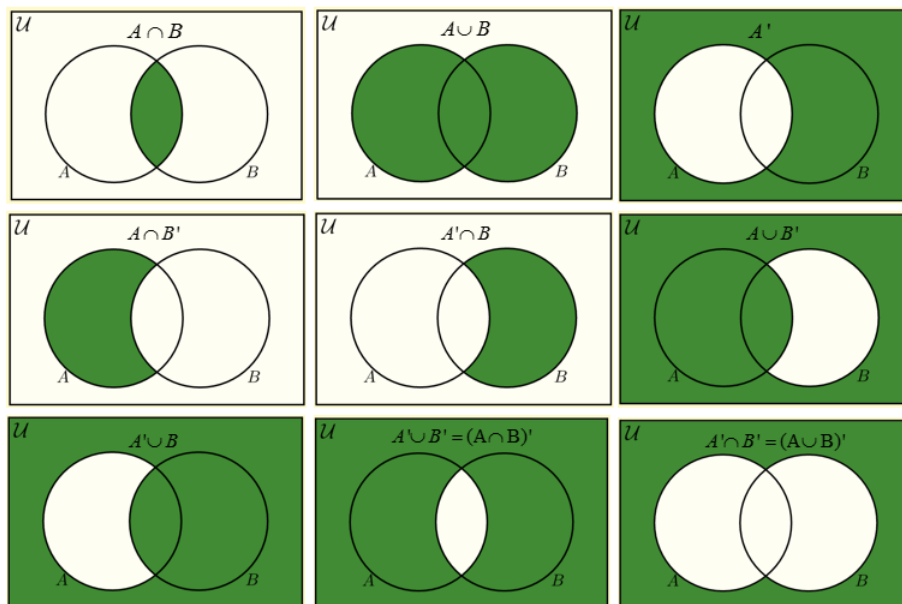 𝒰
A ∩ B
A
B
𝒰
A ∪ B
A
B
𝒰
A'
A
B
𝒰
A ∩ B'
A
B
𝒰
A' ∩ B
A
B
𝒰
A ∪ B'
A
B
𝒰
A' ∪ B
A
B
𝒰
A' ∪ B' = (A ∩ B)'
A
B
𝒰
A' ∩ B' = (A ∪ B)'
A
B